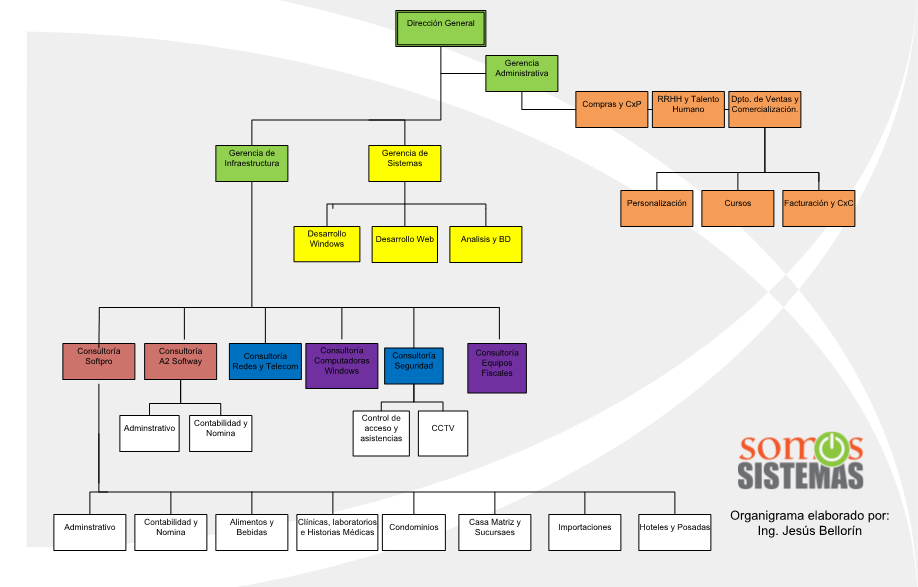 Dirección General
Gerencia
Administrativa
Compras y CxP
RRHH y Talento
Humano
Dpto. de Ventas y
Comercialización.
Gerencia de
Infraestructura
Gerencia de
Sistemas
Personalización
Cursos
Facturación y CxC
Desarrollo
Windows
Desarrollo Web
Analisis y BD
Consultoría
Softpro
Consultoría
A2 Softway
Consultoría
Redes y Telecom
Consultoría
Computadoras
Windows
Consultoría
Seguridad
Consultoría
Equipos
Fiscales
Adminstrativo
Contabilidad y
Nomina
Control de
acceso y
asistencias
CCTV
somos
SISTEMAS
Adminstrativo
Contabilidad y
Nomina
Alimentos y
Bebidas
Clínicas, laboratorios
e Historias Médicas
Condominios
Casa Matriz y
Sucursaes
Importaciones
Hoteles y Posadas
Organigrama elaborado por:
Ing. Jesús Bellorín